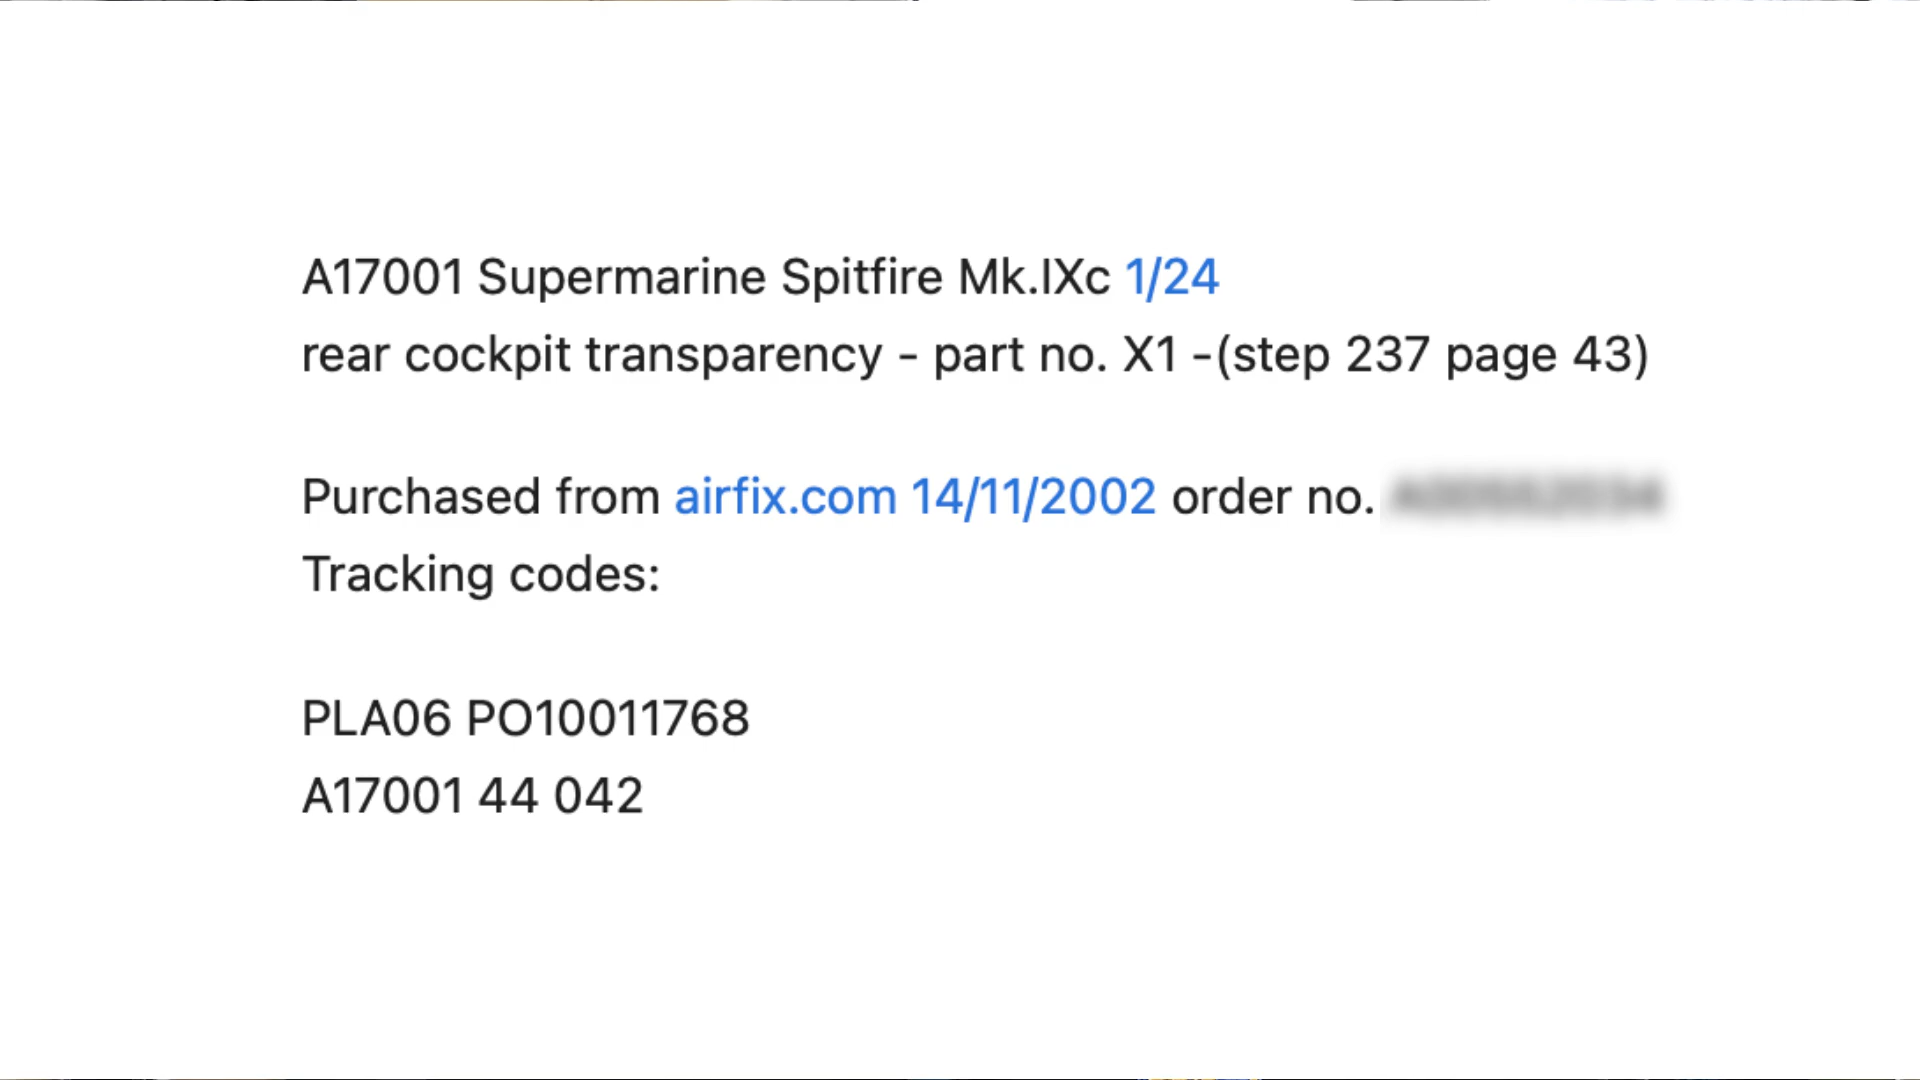 A17001 Supermarine Spitfire Mk.IXc 1/24
rear cockpit transparency - part no. X1 -(step 237 page 43)
Purchased from airfix.com 14/11/2002 order no.
Tracking codes:
PLA06 PO10011768
A17001 44 042